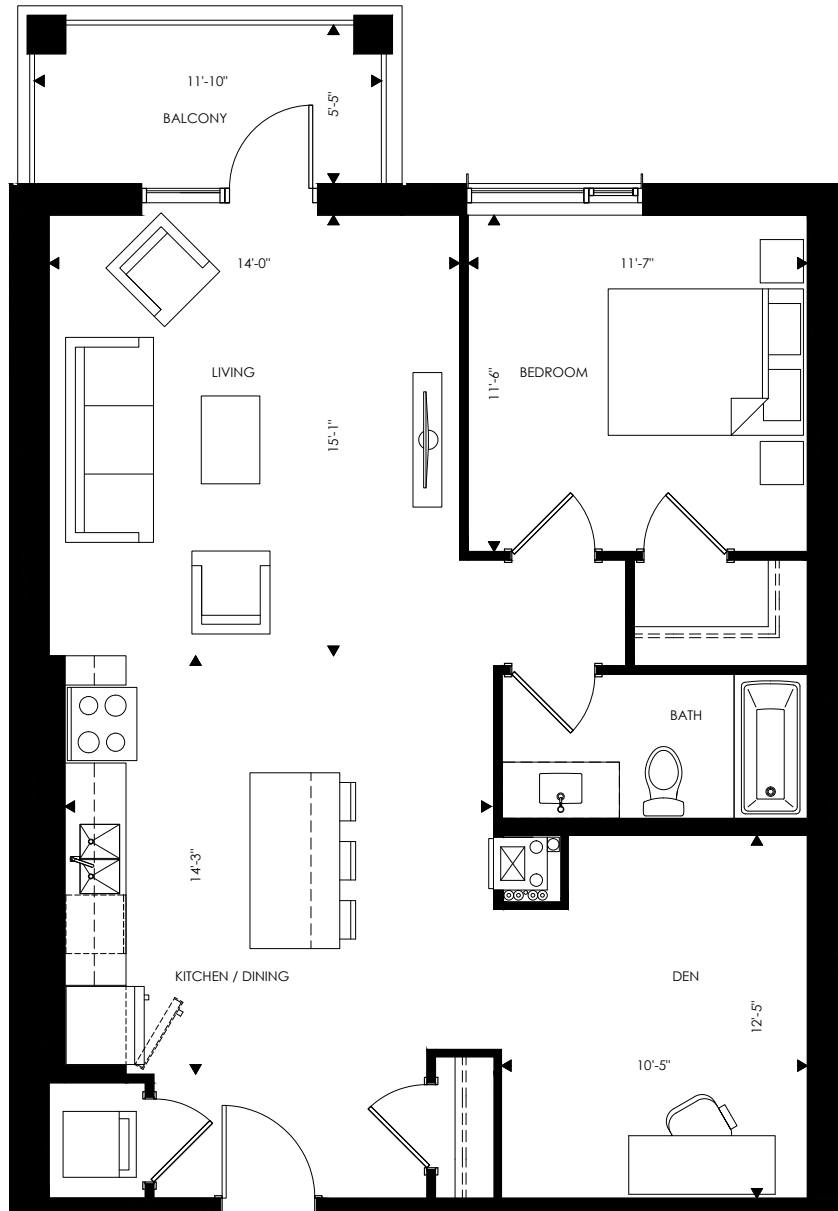 11'-10"
5'-5"
BALCONY
14'-0"
11'-7"
LIVING
11'-6"
BEDROOM
15'-1"
BATH
14'-3"
KITCHEN / DINING
DEN
12'-5"
10'-5"